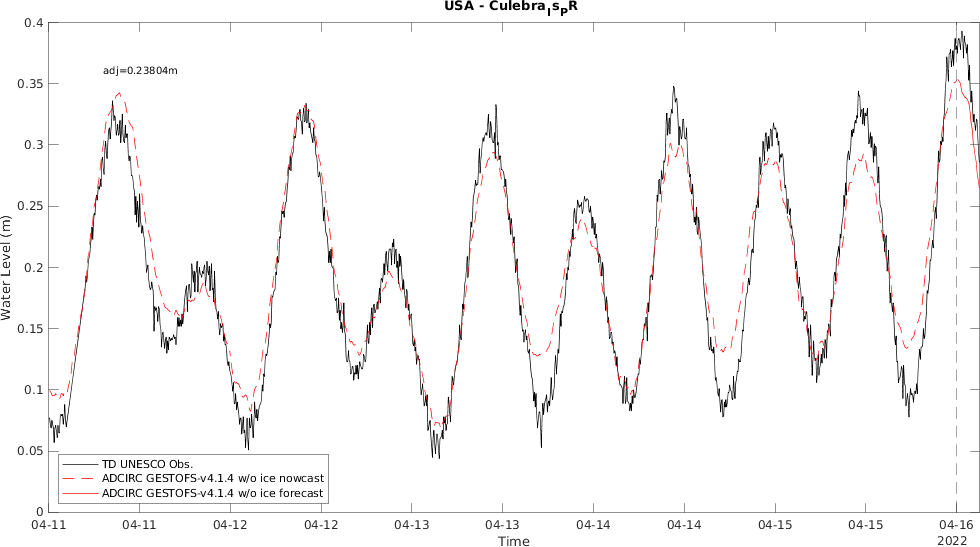 USA - Culebra_Is_PR
adj=0.23804m
0.4
0.35
0.3
0.25
0.2
0.15
0.1
0.05
0
Water Level (m)
TD UNESCO Obs.
ADCIRC GESTOFS-v4.1.4 w/o ice nowcast
ADCIRC GESTOFS-v4.1.4 w/o ice forecast
04-11 04-11 04-12 04-12 04-13 04-13 04-14 04-14 04-15 04-15 04-16
Time
2022